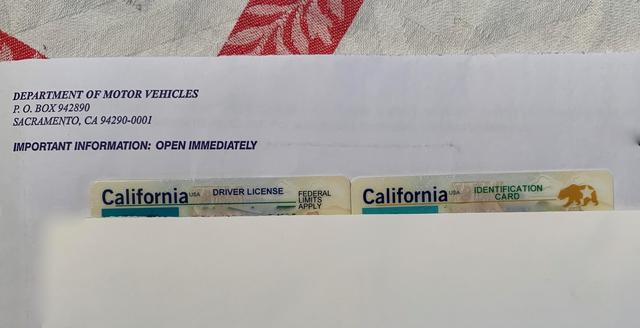 DEPARTMENT OF MOTOR VEHICLES
P. O. BOX 942890
SACRAMENTO, CA 94290-0001
IMPORTANT INFORMATION: OPEN IMMEDIATELY
California USA DRIVER LICENSE
FEDERAL
LIMITS
APPLY
California USA IDENTIFICATION
CARD